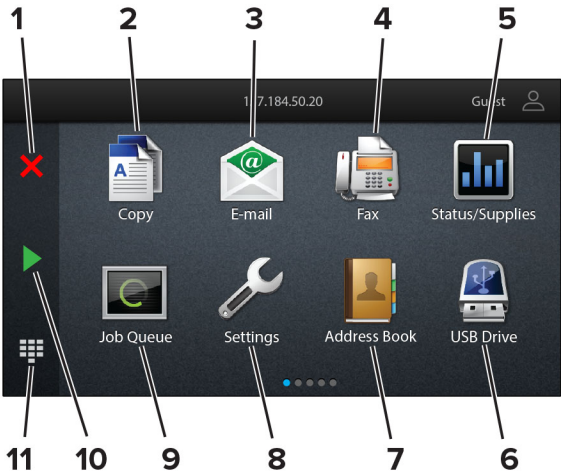 1 2 3 4 5
Guest
A
@
Copy E-mail Fax Status/Supplies
Job Queue Settings Address Book USB Drive
11 10 9 8 7 6